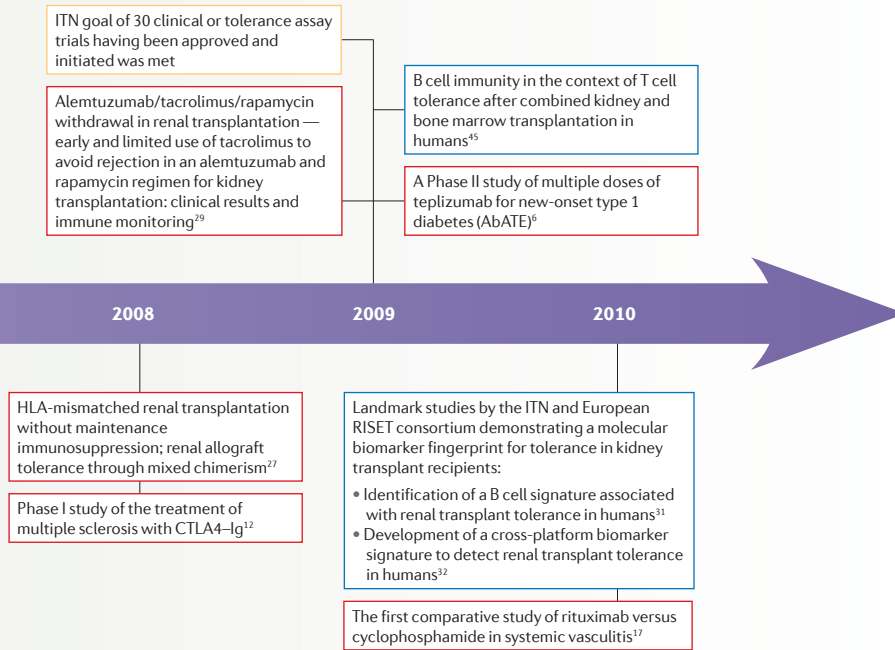 ITN goal of 30 clinical or tolerance assay
trials having been approved and
initiated was met
Alemtuzumab/tacrolimus/rapamycin
withdrawal in renal transplantation —
early and limited use of tacrolimus to
avoid rejection in an alemtuzumab and
rapamycin regimen for kidney
transplantation: clinical results and
immune monitoring²⁹
B cell immunity in the context of T cell
tolerance after combined kidney and
bone marrow transplantation in
humans⁴⁵
A Phase II study of multiple doses of
teplizumab for new-onset type 1
diabetes (AbATE)⁶
2008
2009
2010
HLA-mismatched renal transplantation
without maintenance
immunosuppression; renal allograft
tolerance through mixed chimerism²⁷
Phase I study of the treatment of
multiple sclerosis with CTLA4–Ig¹²
Landmark studies by the ITN and European
RISET consortium demonstrating a molecular
biomarker fingerprint for tolerance in kidney
transplant recipients:
• Identification of a B cell signature associated
with renal transplant tolerance in humans³¹
• Development of a cross-platform biomarker
signature to detect renal transplant tolerance
in humans³²
The first comparative study of rituximab versus
cyclophosphamide in systemic vasculitis¹⁷